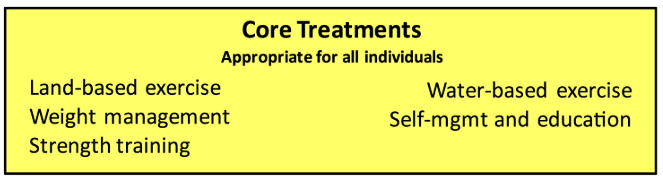 Core Treatments
Appropriate for all individuals
Land-based exercise
Weight management
Strength training
Water-based exercise
Self-mgmt and education